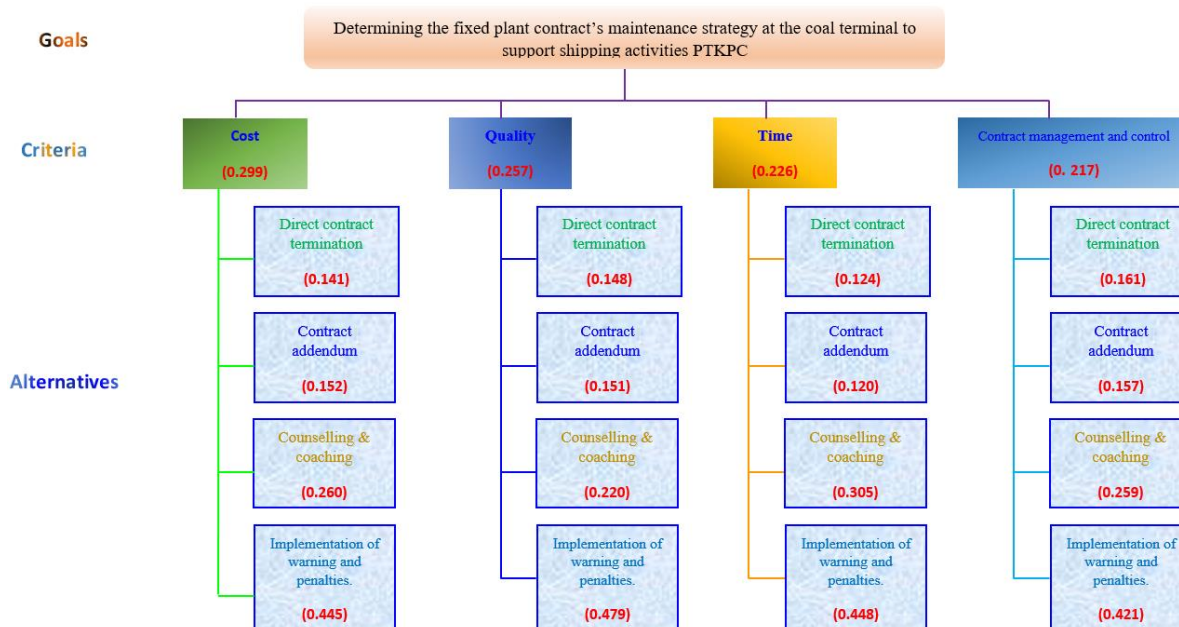 Goals
Determining the fixed plant contract's maintenance strategy at the coal terminal to
support shipping activities PTKPC
Criteria
Cost
(0.299)
Quality
(0.257)
Time
(0.226)
Contract management and control
(0. 217)
Alternatives
Direct contract
termination
(0.141)
Contract
addendum
(0.152)
Counselling &
coaching
(0.260)
Implementation of
warning and
penalties.
(0.445)
Direct contract
termination
(0.148)
Contract
addendum
(0.151)
Counselling &
coaching
(0.220)
Implementation of
warning and
penalties.
(0.479)
Direct contract
termination
(0.124)
Contract
addendum
(0.120)
Counselling &
coaching
(0.305)
Implementation of
warning and
penalties.
(0.448)
Direct contract
termination
(0.161)
Contract
addendum
(0.157)
Counselling &
coaching
(0.259)
Implementation of
warning and
penalties.
(0.421)